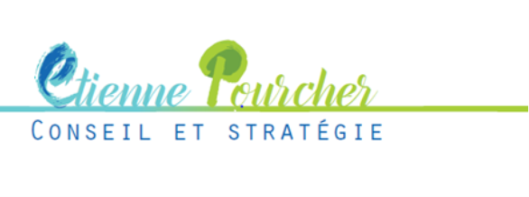 Etienne Pourcher
CONSEIL ET STRATÉGIE